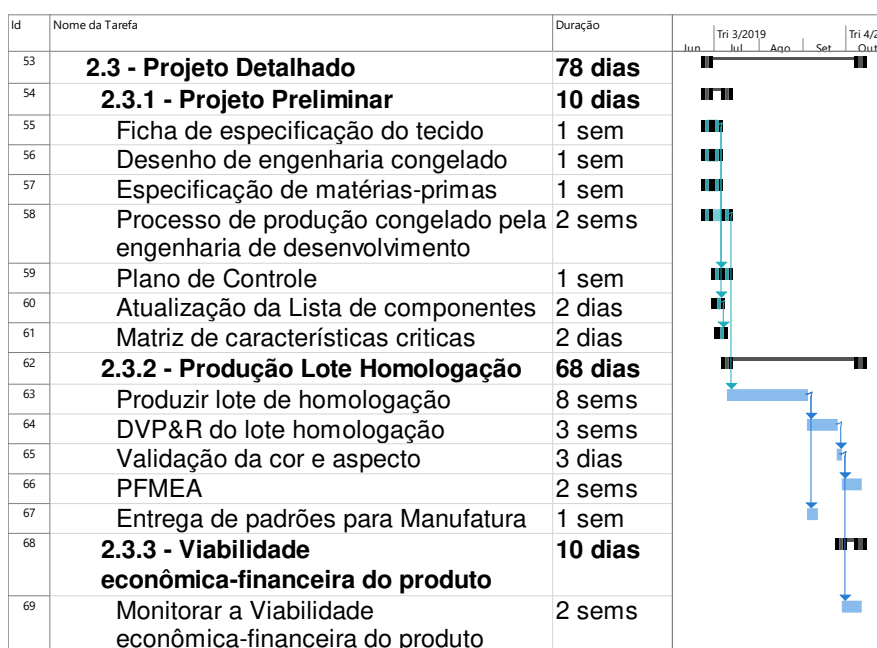 Id Nome da Tarefa Duração
Tri 3/2019 Tri 4/2
Jun Jul Ago Set Out
53 2.3 - Projeto Detalhado 78 dias
54 2.3.1 - Projeto Preliminar 10 dias
55 Ficha de especificação do tecido 1 sem
56 Desenho de engenharia congelado 1 sem
57 Especificação de matérias-primas 1 sem
58 Processo de produção congelado pela 2 sems
engenharia de desenvolvimento
59 Plano de Controle 1 sem
60 Atualização da Lista de componentes 2 dias
61 Matriz de características criticas 2 dias
62 2.3.2 - Produção Lote Homologação 68 dias
63 Produzir lote de homologação 8 sems
64 DVP&R do lote homologação 3 sems
65 Validação da cor e aspecto 3 dias
66 PFMEA 2 sems
67 Entrega de padrões para Manufatura 1 sem
68 2.3.3 - Viabilidade 10 dias
econômica-financeira do produto
69 Monitorar a Viabilidade 2 sems
econômica-financeira do produto